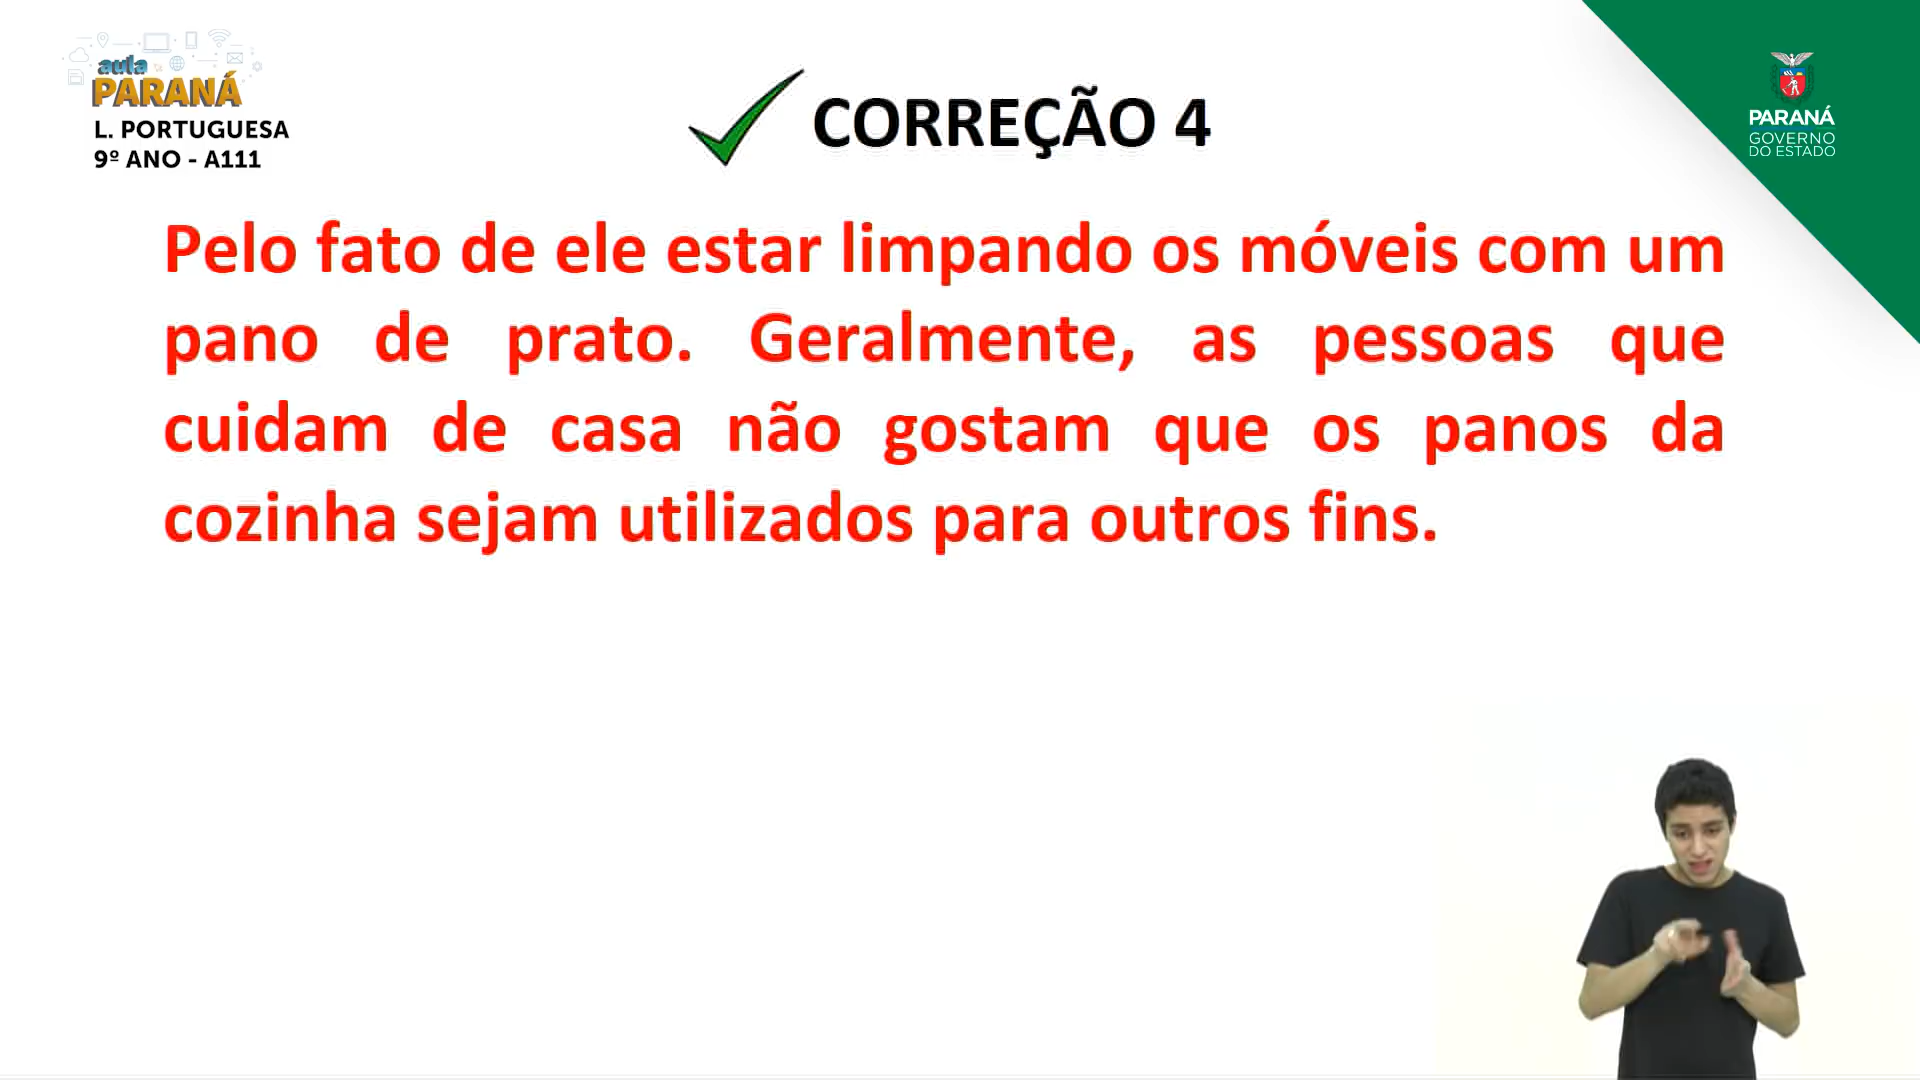 aula
PARANÁ
L. PORTUGUESA
9º ANO - A111
CORREÇÃO 4
PARANÁ
GOVERNO
DO ESTADO
Pelo fato de ele estar limpando os móveis com um
pano de prato. Geralmente, as pessoas que
cuidam de casa não gostam que os panos da
cozinha sejam utilizados para outros fins.